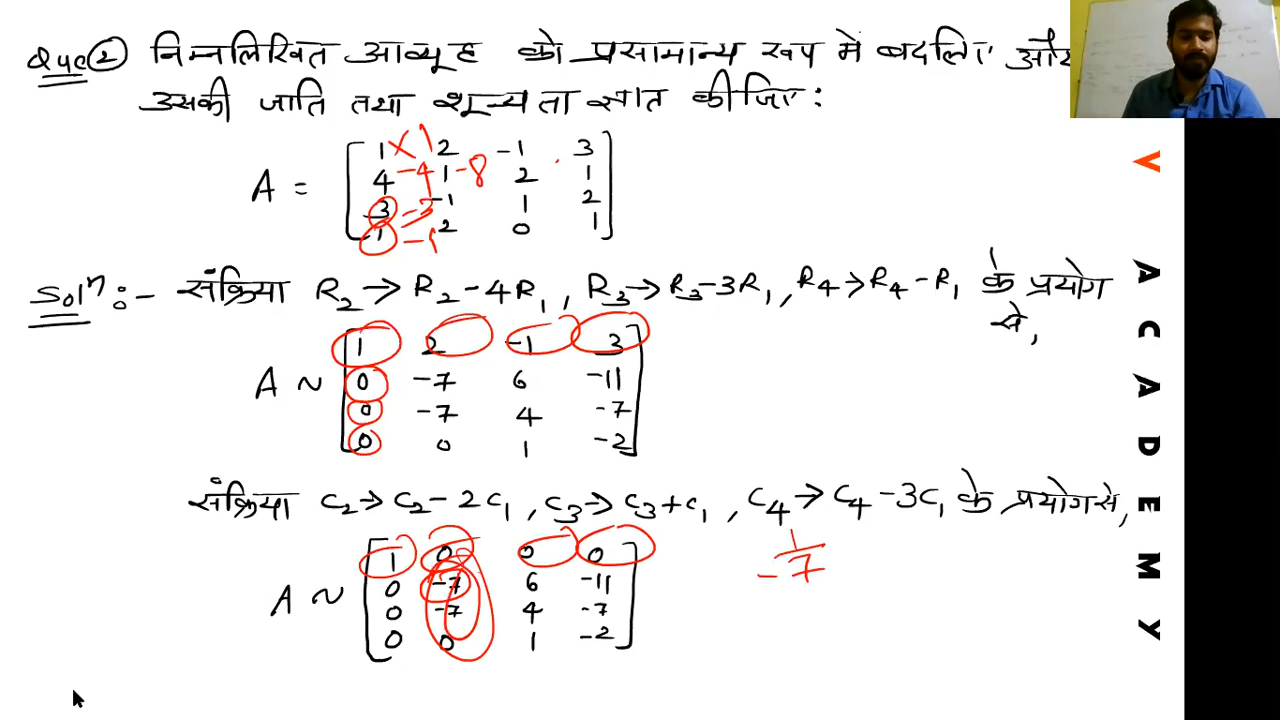 Que② निम्नलिखित आव्यूह को प्रसामान्य रूप में बदलिए और
उसकी जाति तथा शून्यता ज्ञात कीजिए :
A = [ 1 2 -1 3
4 1 2 1
3 -1 1 2
1 2 0 1 ]
-4 -8
-3
Solⁿ :- संक्रिया R₂ → R₂ - 4R₁ , R₃ → R₃ - 3R₁ , R₄ → R₄ - R₁ के प्रयोग
से,
A ~ [ 1 2 -1 3
0 -7 6 -11
0 -7 4 -7
0 0 1 -2 ]
संक्रिया C₂ → C₂ - 2C₁ , C₃ → C₃ + C₁ , C₄ → C₄ - 3C₁ के प्रयोग से,
1
-7
A ~ [ 1 0 0 0
0 -7 6 -11
0 -7 4 -7
0 0 1 -2 ]
V ACADEMY